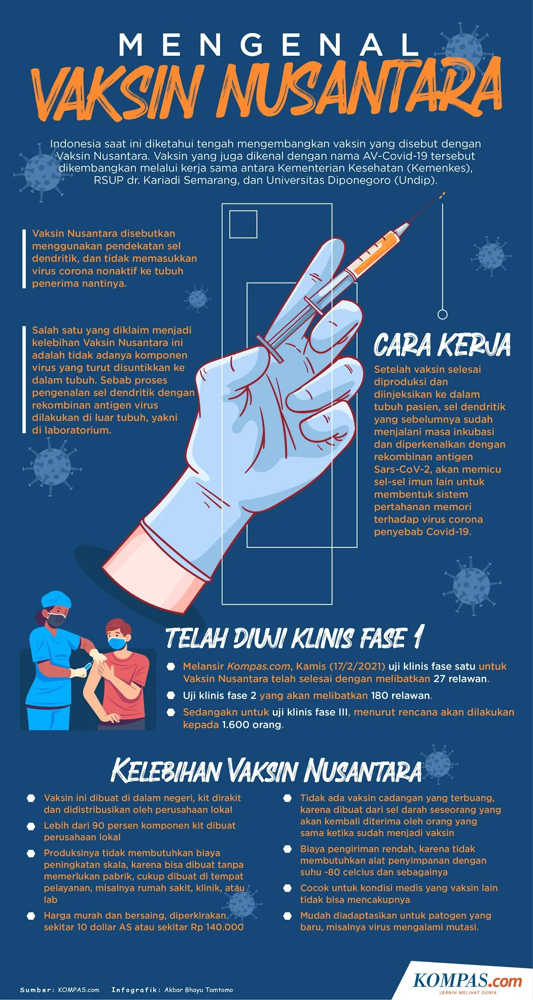 MENGENAL
VAKSIN NUSANTARA
Indonesia saat ini diketahui tengah mengembangkan vaksin yang disebut dengan
Vaksin Nusantara. Vaksin yang juga dikenal dengan nama AV-Covid-19 tersebut
dikembangkan melalui kerja sama antara Kementerian Kesehatan (Kemenkes),
RSUP dr. Kariadi Semarang, dan Universitas Diponegoro (Undip).
Vaksin Nusantara disebutkan
menggunakan pendekatan sel
dendritik, dan tidak memasukkan
virus corona nonaktif ke tubuh
penerima nantinya.
Salah satu yang diklaim menjadi
kelebihan Vaksin Nusantara ini
adalah tidak adanya komponen
virus yang turut disuntikkan ke
dalam tubuh. Sebab proses
pengenalan sel dendritik dengan
rekombinan antigen virus
dilakukan di luar tubuh, yakni
di laboratorium.
CARA KERJA
Setelah vaksin selesai
diproduksi dan
diinjeksikan ke dalam
tubuh pasien, sel dendritik
yang sebelumnya sudah
menjalani masa inkubasi
dan diperkenalkan dengan
rekombinan antigen
Sars-CoV-2, akan memicu
sel-sel imun lain untuk
membentuk sistem
pertahanan memori
terhadap virus corona
penyebab Covid-19.
TELAH DIUJI KLINIS FASE 1
Melansir Kompas.com, Kamis (17/2/2021) uji klinis fase satu untuk
Vaksin Nusantara telah selesai dengan melibatkan 27 relawan.
Uji klinis fase 2 yang akan melibatkan 180 relawan.
Sedangakn untuk uji klinis fase III, menurut rencana akan dilakukan
kepada 1.600 orang.
KELEBIHAN VAKSIN NUSANTARA
Vaksin ini dibuat di dalam negeri, kit dirakit
dan didistribusikan oleh perusahaan lokal
Lebih dari 90 persen komponen kit dibuat
perusahaan lokal
Produksinya tidak membutuhkan biaya
peningkatan skala, karena bisa dibuat tanpa
memerlukan pabrik, cukup dibuat di tempat
pelayanan, misalnya rumah sakit, klinik, atau
lab
Harga murah dan bersaing, diperkirakan
sekitar 10 dollar AS atau sekitar Rp 140.000
Tidak ada vaksin cadangan yang terbuang,
karena dibuat dari sel darah seseorang yang
akan kembali diterima oleh orang yang
sama ketika sudah menjadi vaksin
Biaya pengiriman rendah, karena tidak
membutuhkan alat penyimpanan dengan
suhu -80 celcius dan sebagainya
Cocok untuk kondisi medis yang vaksin lain
tidak bisa mencakupnya
Mudah diadaptasikan untuk patogen yang
baru, misalnya virus mengalami mutasi.
Sumber: KOMPAS.com Infografik: Akbar Bhayu Tamtomo
KOMPAS.com
JERNIH MELIHAT DUNIA